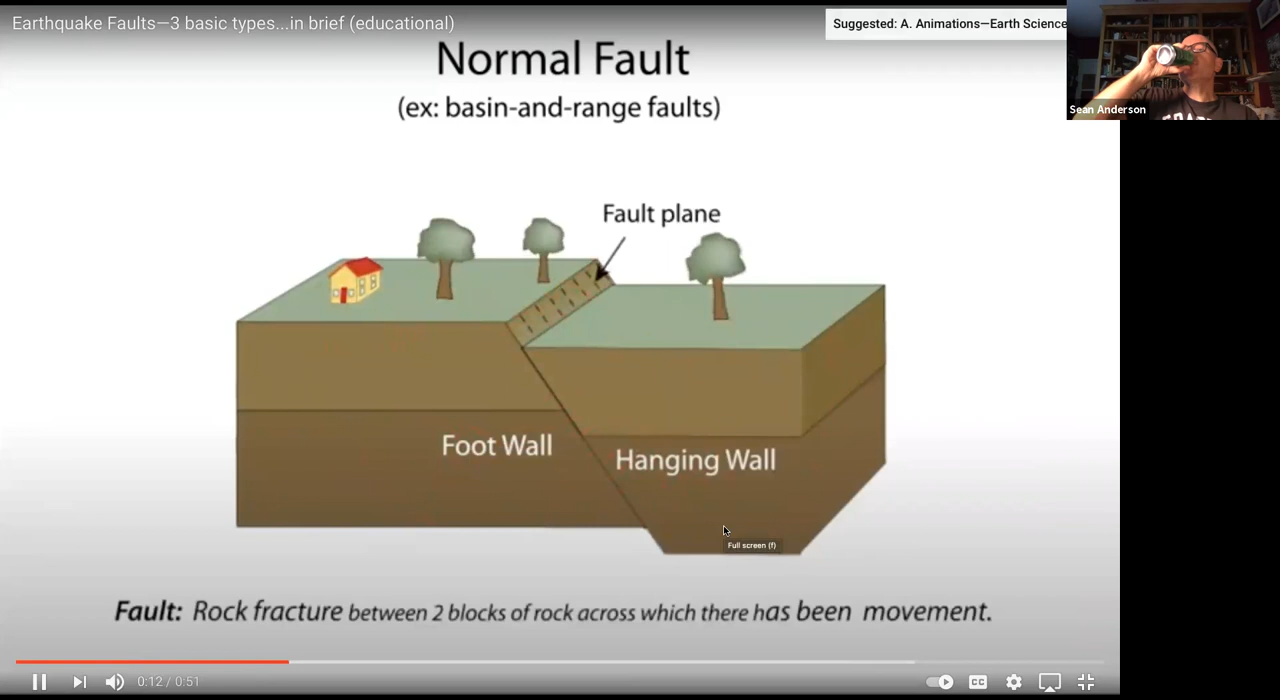 Earthquake Faults—3 basic types...in brief (educational)
Suggested: A. Animations—Earth Science
Normal Fault
(ex: basin-and-range faults)
Sean Anderson
Fault plane
Foot Wall
Hanging Wall
Full screen (f)
Fault: Rock fracture between 2 blocks of rock across which there has been movement.
0:12 / 0:51
CC